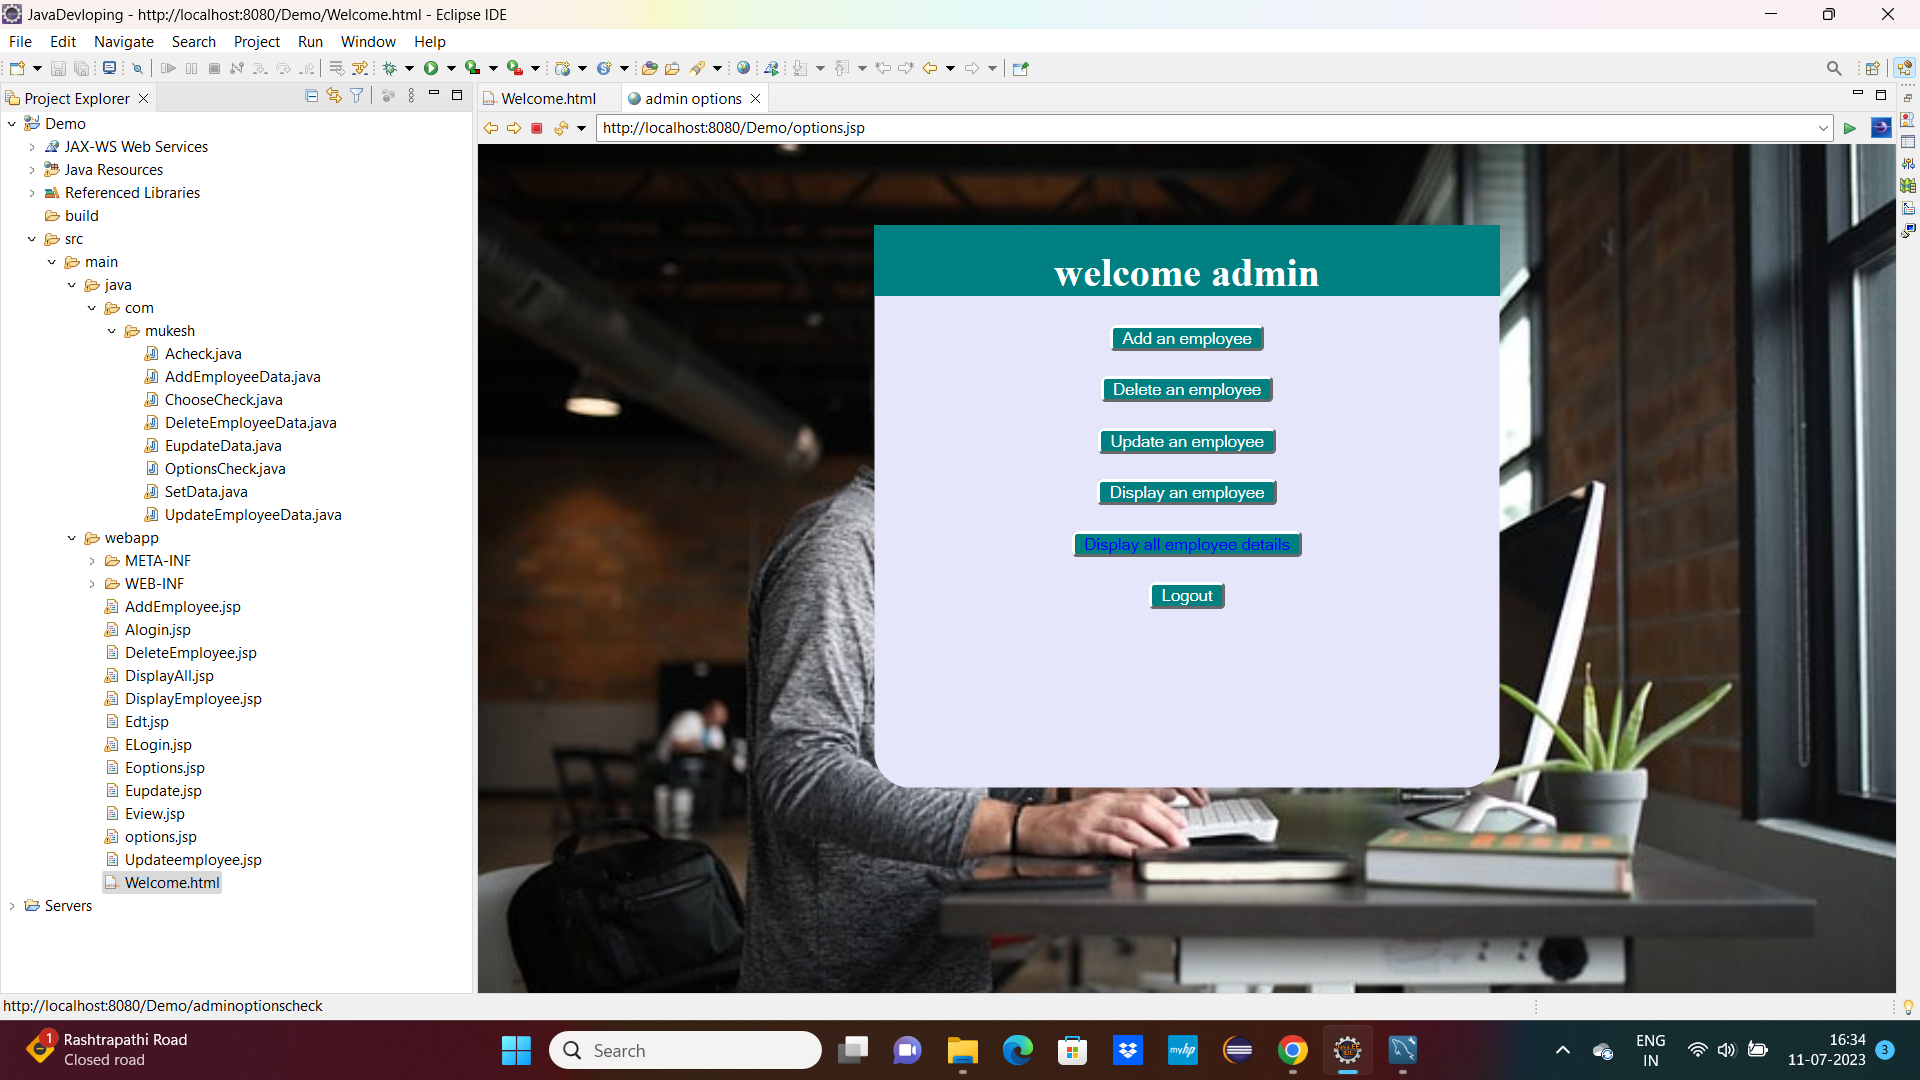 JavaDevloping - http://localhost:8080/Demo/Welcome.html - Eclipse IDE
File Edit Navigate Search Project Run Window Help
Project Explorer
Welcome.html
admin options
http://localhost:8080/Demo/options.jsp
Demo
JAX-WS Web Services
Java Resources
Referenced Libraries
build
src
main
java
com
mukesh
Acheck.java
AddEmployeeData.java
ChooseCheck.java
DeleteEmployeeData.java
EupdateData.java
OptionsCheck.java
SetData.java
UpdateEmployeeData.java
webapp
META-INF
WEB-INF
AddEmployee.jsp
Alogin.jsp
DeleteEmployee.jsp
DisplayAll.jsp
DisplayEmployee.jsp
Edt.jsp
ELogin.jsp
Eoptions.jsp
Eupdate.jsp
Eview.jsp
options.jsp
Updateemployee.jsp
Welcome.html
Servers
welcome admin
Add an employee
Delete an employee
Update an employee
Display an employee
Display all employee details
Logout
http://localhost:8080/Demo/adminoptionscheck
1
Rashtrapathi Road
Closed road
Search
myhp
ENG
IN
16:34
11-07-2023
3